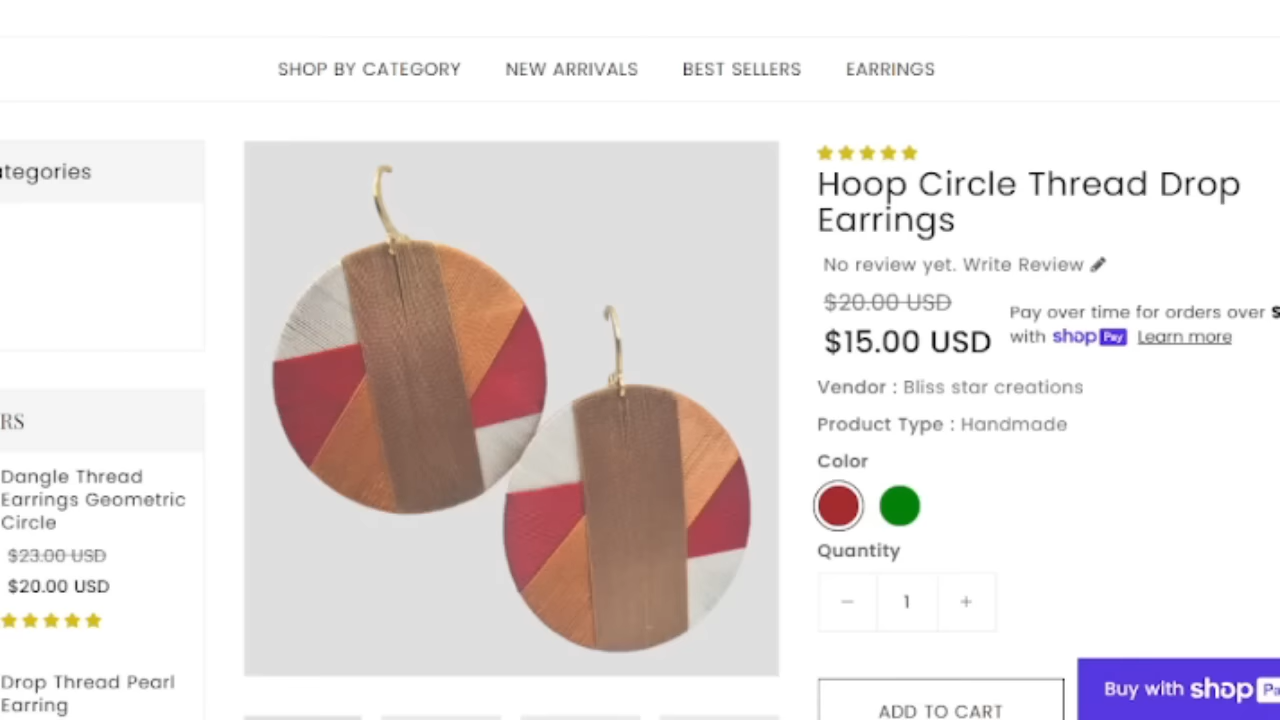 SHOP BY CATEGORY NEW ARRIVALS BEST SELLERS EARRINGS
ategories
RS
Dangle Thread
Earrings Geometric
Circle
$23.00 USD
$20.00 USD
Drop Thread Pearl
Earring
Hoop Circle Thread Drop
Earrings
No review yet. Write Review
$20.00 USD
$15.00 USD
Pay over time for orders over $
with shop Pay Learn more
Vendor : Bliss star creations
Product Type : Handmade
Color
Quantity
− 1 +
ADD TO CART
Buy with shop Pa